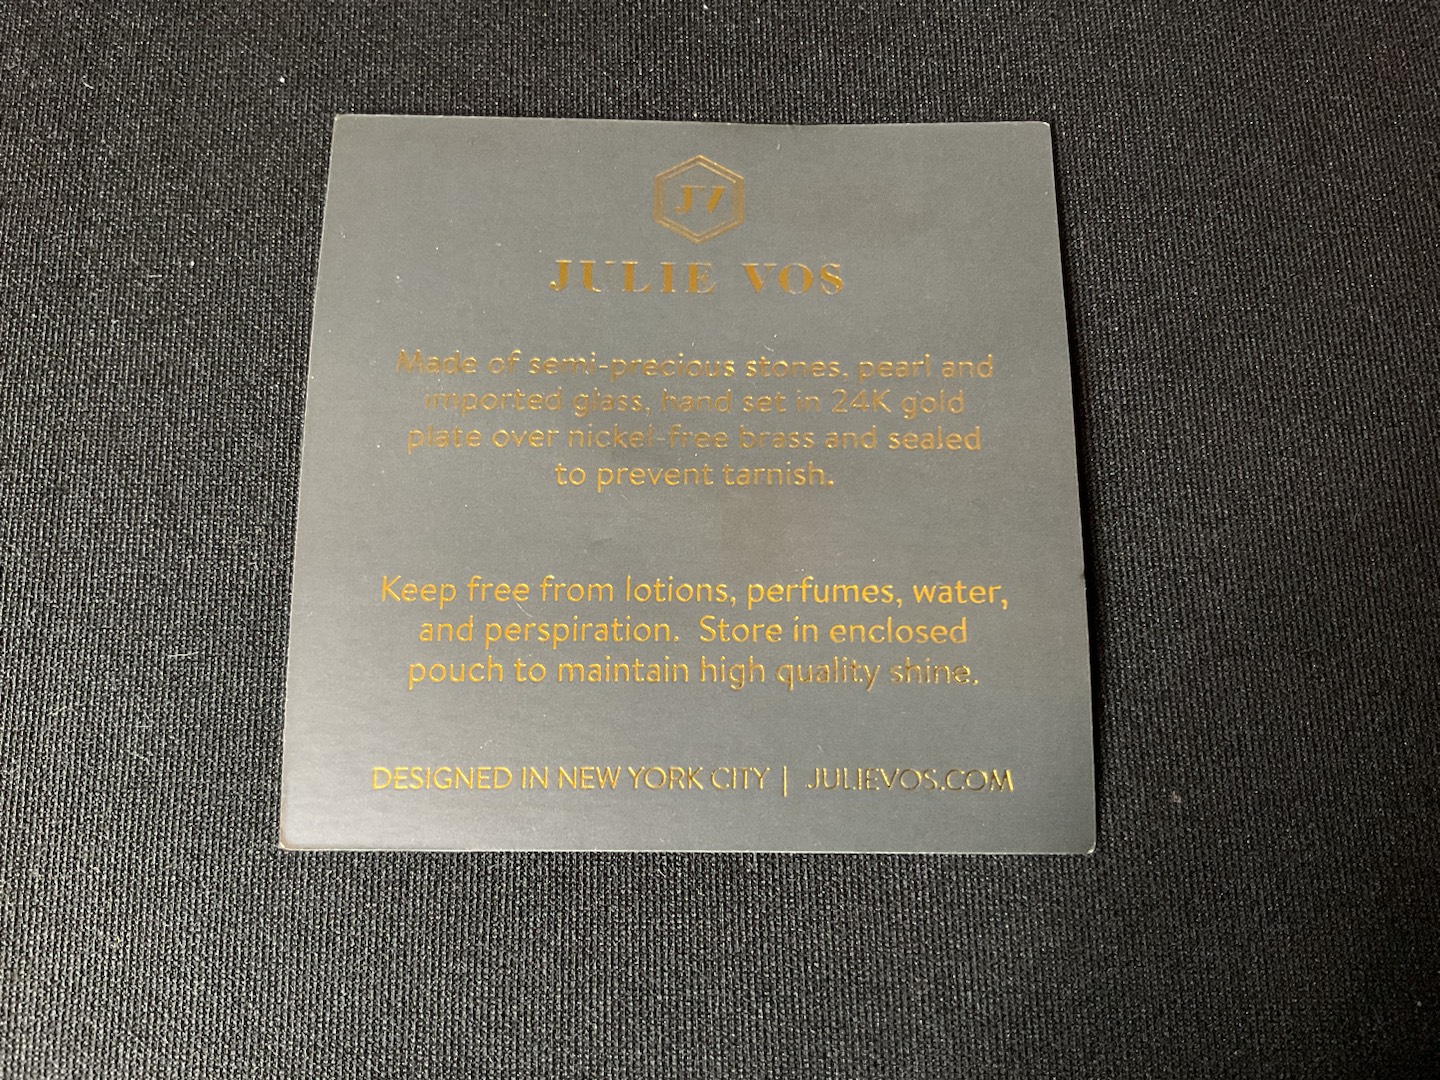 JV
JULIE VOS
Made of semi-precious stones, pearl and
imported glass, hand set in 24K gold
plate over nickel-free brass and sealed
to prevent tarnish.
Keep free from lotions, perfumes, water,
and perspiration. Store in enclosed
pouch to maintain high quality shine.
DESIGNED IN NEW YORK CITY | JULIEVOS.COM